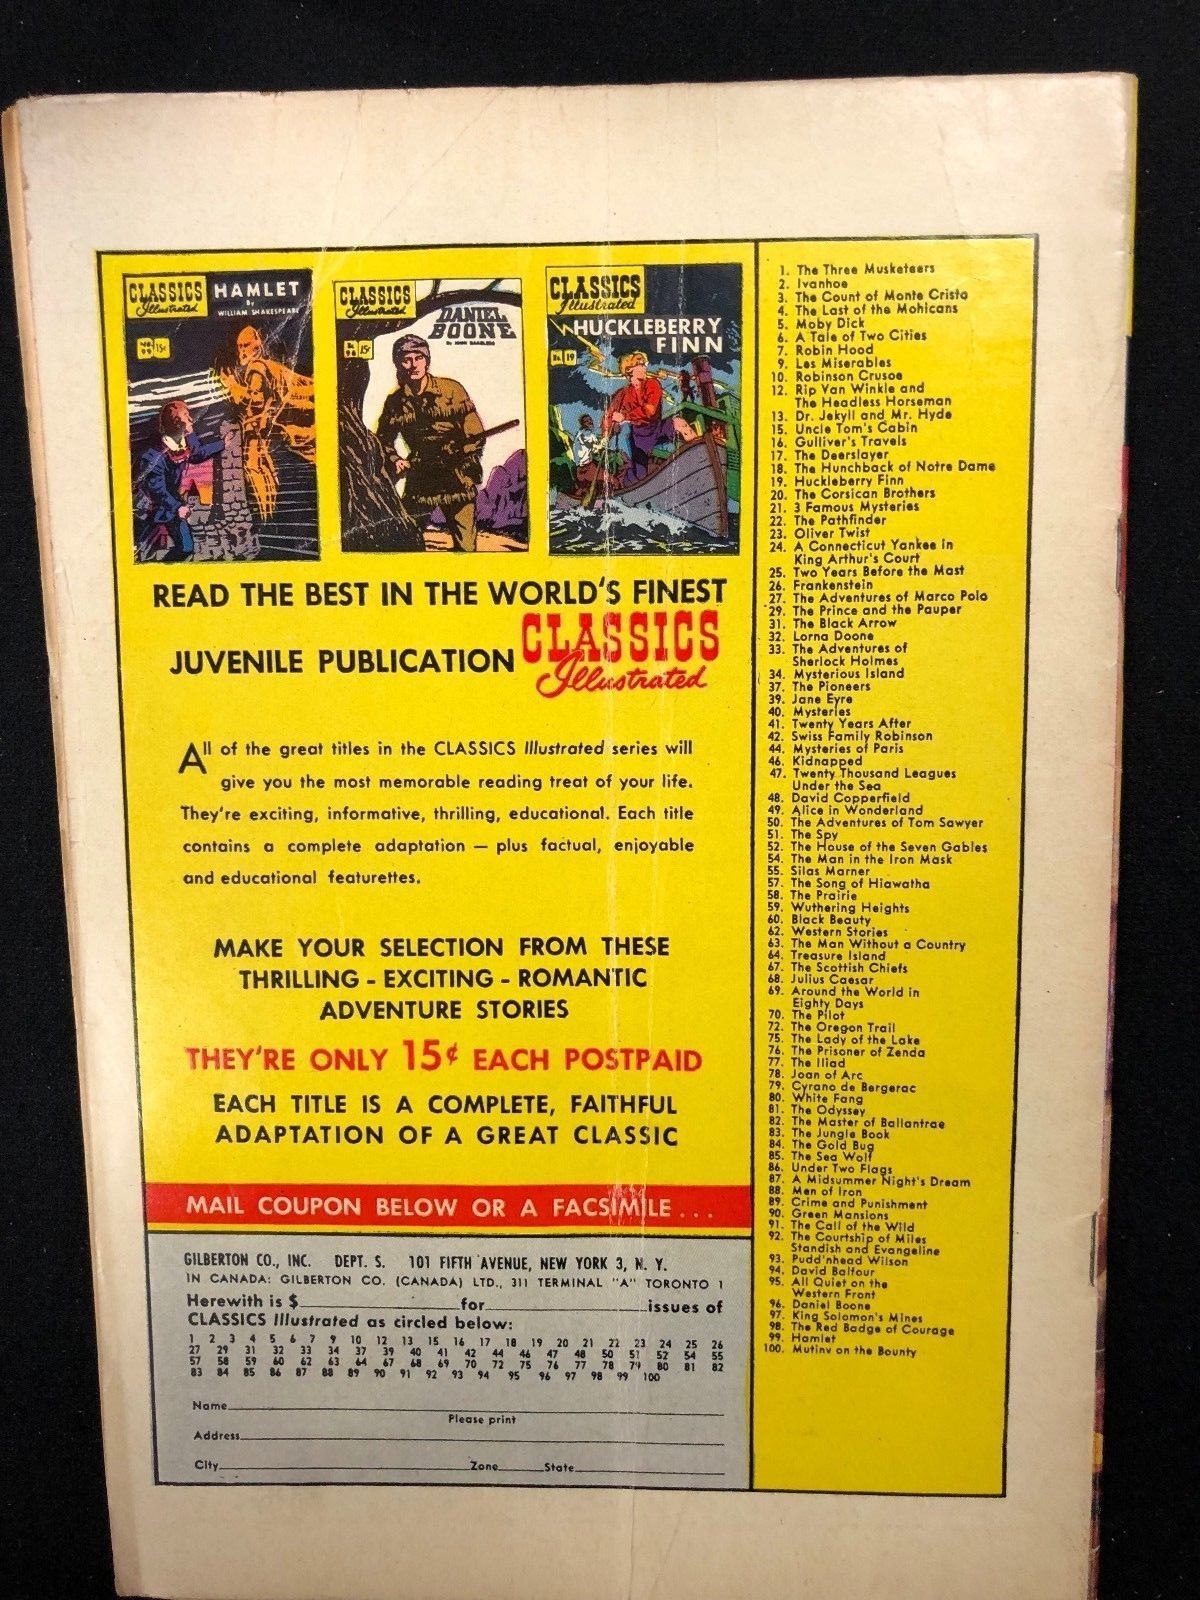 CLASSICS
Illustrated
HAMLET
By
WILLIAM SHAKESPEARE
NO.
99
15¢
CLASSICS
Illustrated
No.
96
15¢
DANIEL
BOONE
CLASSICS
Illustrated
HUCKLEBERRY
FINN
No. 19
READ THE BEST IN THE WORLD'S FINEST
JUVENILE PUBLICATION CLASSICS
Illustrated
All of the great titles in the CLASSICS Illustrated series will
give you the most memorable reading treat of your life.
They're exciting, informative, thrilling, educational. Each title
contains a complete adaptation — plus factual, enjoyable
and educational featurettes.
MAKE YOUR SELECTION FROM THESE
THRILLING - EXCITING - ROMANTIC
ADVENTURE STORIES
THEY'RE ONLY 15¢ EACH POSTPAID
EACH TITLE IS A COMPLETE, FAITHFUL
ADAPTATION OF A GREAT CLASSIC
MAIL COUPON BELOW OR A FACSIMILE . . .
GILBERTON CO., INC. DEPT. S. 101 FIFTH AVENUE, NEW YORK 3, N. Y.
IN CANADA: GILBERTON CO. (CANADA) LTD., 311 TERMINAL "A" TORONTO 1
Herewith is $ for issues of
CLASSICS Illustrated as circled below:
1 2 3 4 5 6 7 9 10 12 13 15 16 17 18 19 20 21 22 23 24 25 26
27 29 31 32 33 34 37 39 40 41 42 44 46 47 48 50 51 52 54 55
57 58 59 60 62 63 64 67 68 69 70 72 75 76 77 78 79 80 81 82
83 84 85 86 87 88 89 90 91 92 93 94 95 96 97 98 99 100
Name
Please print
Address
City Zone State
1. The Three Musketeers
2. Ivanhoe
3. The Count of Monte Cristo
4. The Last of the Mohicans
5. Moby Dick
6. A Tale of Two Cities
7. Robin Hood
9. Les Miserables
10. Robinson Crusoe
12. Rip Van Winkle and
The Headless Horseman
13. Dr. Jekyll and Mr. Hyde
15. Uncle Tom's Cabin
16. Gulliver's Travels
17. The Deerslayer
18. The Hunchback of Notre Dame
19. Huckleberry Finn
20. The Corsican Brothers
21. 3 Famous Mysteries
22. The Pathfinder
23. Oliver Twist
24. A Connecticut Yankee in
King Arthur's Court
25. Two Years Before the Mast
26. Frankenstein
27. The Adventures of Marco Polo
29. The Prince and the Pauper
31. The Black Arrow
32. Lorna Doone
33. The Adventures of
Sherlock Holmes
34. Mysterious Island
37. The Pioneers
39. Jane Eyre
40. Mysteries
41. Twenty Years After
42. Swiss Family Robinson
44. Mysteries of Paris
46. Kidnapped
47. Twenty Thousand Leagues
Under the Sea
48. David Copperfield
49. Alice in Wonderland
50. The Adventures of Tom Sawyer
51. The Spy
52. The House of the Seven Gables
54. The Man in the Iron Mask
55. Silas Marner
57. The Song of Hiawatha
58. The Prairie
59. Wuthering Heights
60. Black Beauty
62. Western Stories
63. The Man Without a Country
64. Treasure Island
67. The Scottish Chiefs
68. Julius Caesar
69. Around the World in
Eighty Days
70. The Pilot
72. The Oregon Trail
75. The Lady of the Lake
76. The Prisoner of Zenda
77. The Iliad
78. Joan of Arc
79. Cyrano de Bergerac
80. White Fang
81. The Odyssey
82. The Master of Ballantrae
83. The Jungle Book
84. The Gold Bug
85. The Sea Wolf
86. Under Two Flags
87. A Midsummer Night's Dream
88. Men of Iron
89. Crime and Punishment
90. Green Mansions
91. The Call of the Wild
92. The Courtship of Miles
Standish and Evangeline
93. Pudd'nhead Wilson
94. David Balfour
95. All Quiet on the
Western Front
96. Daniel Boone
97. King Solomon's Mines
98. The Red Badge of Courage
99. Hamlet
100. Mutiny on the Bounty